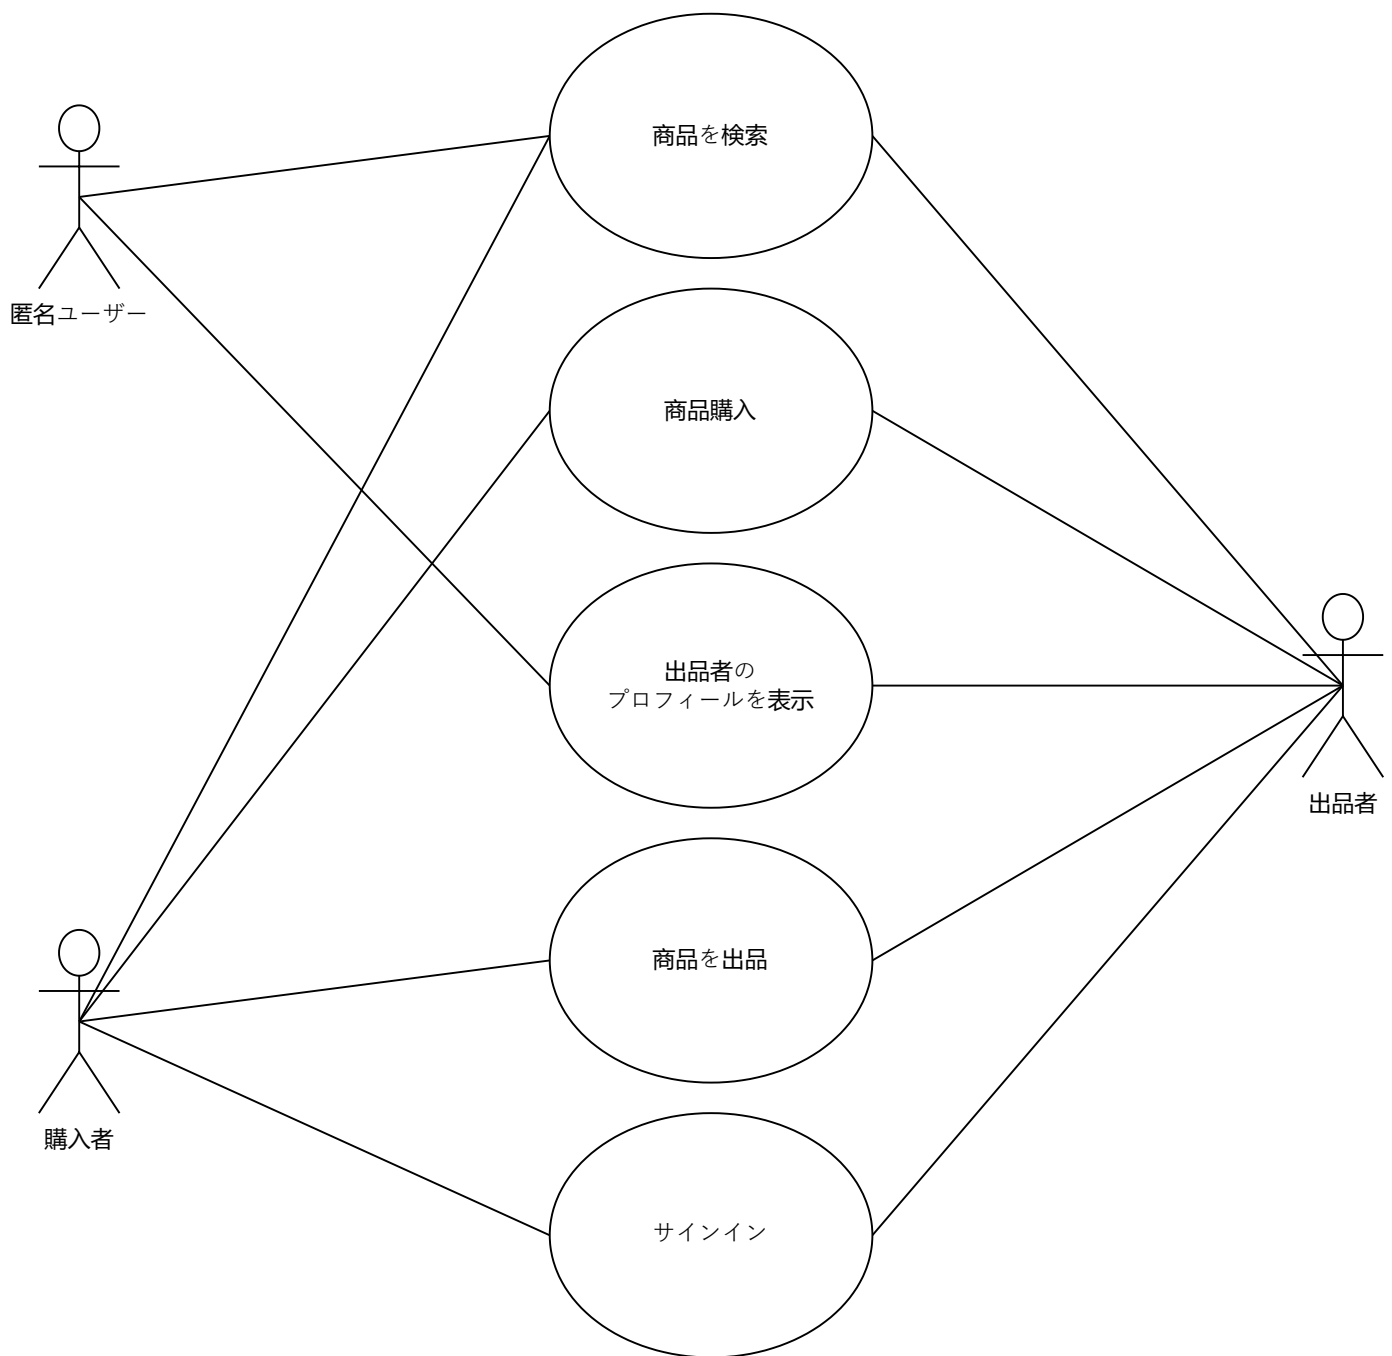 商品を検索
匿名ユーザー
商品購入
出品者の
プロフィールを表示
出品者
商品を出品
購入者
サインイン